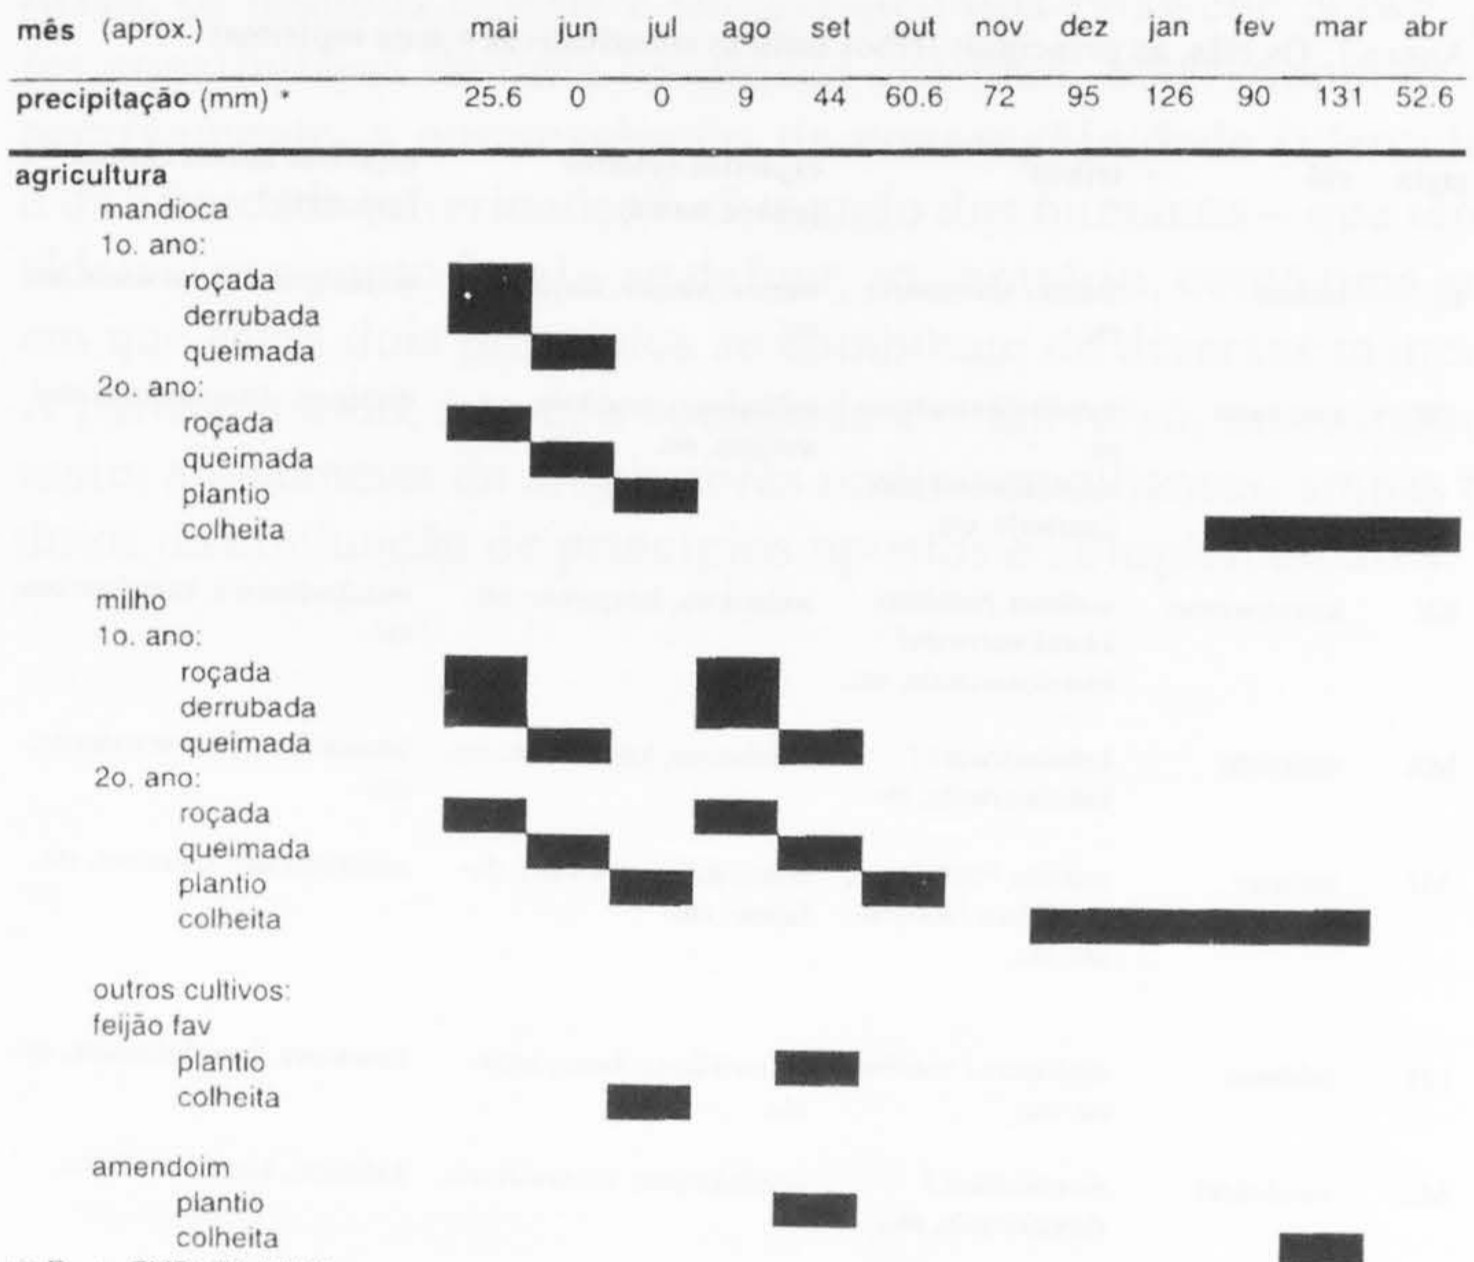 mês (aprox.) mai jun jul ago set out nov dez jan fev mar abr
precipitação (mm) * 25.6 0 0 9 44 60.6 72 95 126 90 131 52.6
agricultura
mandioca
1o. ano:
roçada
derrubada
queimada
2o. ano:
roçada
queimada
plantio
colheita
milho
1o. ano:
roçada
derrubada
queimada
2o. ano:
roçada
queimada
plantio
colheita
outros cultivos:
feijão fav
plantio
colheita
amendoim
plantio
colheita